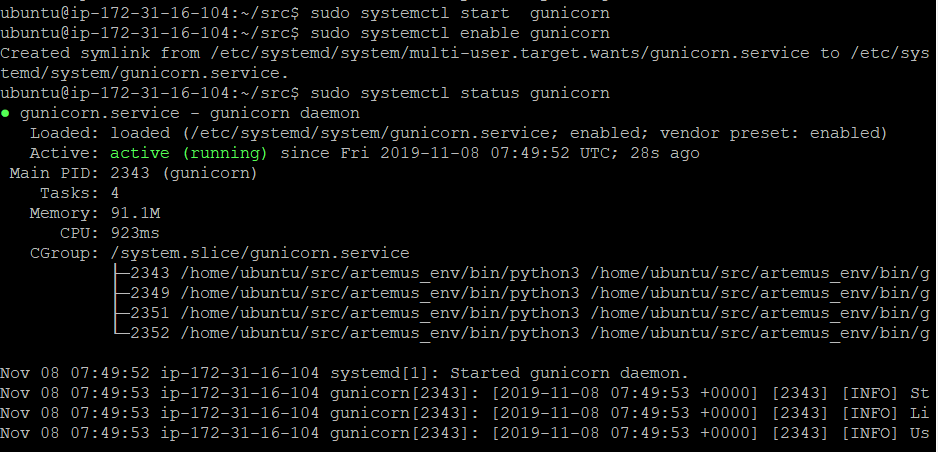 ubuntu@ip-172-31-16-104:~/src$ sudo systemctl start  gunicorn
ubuntu@ip-172-31-16-104:~/src$ sudo systemctl enable gunicorn
Created symlink from /etc/systemd/system/multi-user.target.wants/gunicorn.service to /etc/sys
temd/system/gunicorn.service.
ubuntu@ip-172-31-16-104:~/src$ sudo systemctl status gunicorn
● gunicorn.service - gunicorn daemon
   Loaded: loaded (/etc/systemd/system/gunicorn.service; enabled; vendor preset: enabled)
   Active: active (running) since Fri 2019-11-08 07:49:52 UTC; 28s ago
 Main PID: 2343 (gunicorn)
    Tasks: 4
   Memory: 91.1M
      CPU: 923ms
   CGroup: /system.slice/gunicorn.service
           ├─2343 /home/ubuntu/src/artemus_env/bin/python3 /home/ubuntu/src/artemus_env/bin/g
           ├─2349 /home/ubuntu/src/artemus_env/bin/python3 /home/ubuntu/src/artemus_env/bin/g
           ├─2351 /home/ubuntu/src/artemus_env/bin/python3 /home/ubuntu/src/artemus_env/bin/g
           └─2352 /home/ubuntu/src/artemus_env/bin/python3 /home/ubuntu/src/artemus_env/bin/g

Nov 08 07:49:52 ip-172-31-16-104 systemd[1]: Started gunicorn daemon.
Nov 08 07:49:53 ip-172-31-16-104 gunicorn[2343]: [2019-11-08 07:49:53 +0000] [2343] [INFO] St
Nov 08 07:49:53 ip-172-31-16-104 gunicorn[2343]: [2019-11-08 07:49:53 +0000] [2343] [INFO] Li
Nov 08 07:49:53 ip-172-31-16-104 gunicorn[2343]: [2019-11-08 07:49:53 +0000] [2343] [INFO] Us